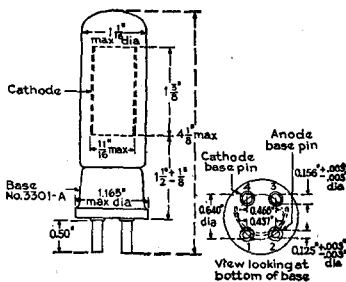 1 1/16" max dia
Cathode
1 5/8"
11/16" max
4 1/8" max
1 1/2" ± 1/8"
Base No.3301-A
1.165" max dia
0.50"
Cathode base pin
Anode base pin
4 3
0.156" +.003" -.003" dia
0.640" dia
0.466"
0.437"
1 2
0.125" +.003" -.003" dia
View looking at bottom of base